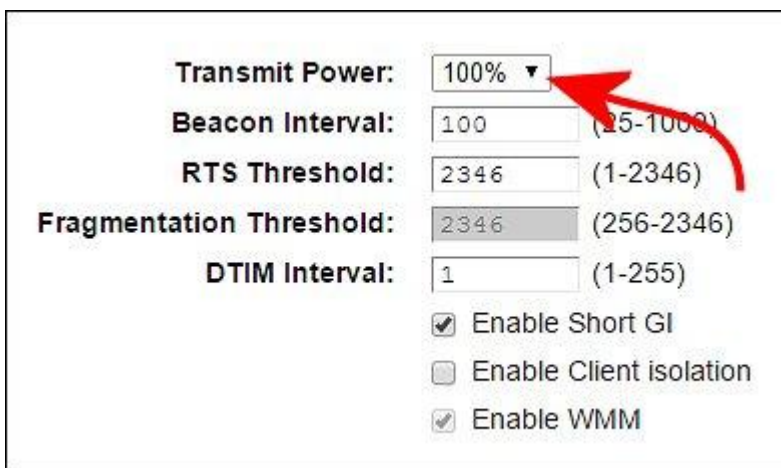 Transmit Power: 100%
Beacon Interval: 100 (25-1000)
RTS Threshold: 2346 (1-2346)
Fragmentation Threshold: 2346 (256-2346)
DTIM Interval: 1 (1-255)
Enable Short GI
Enable Client isolation
Enable WMM